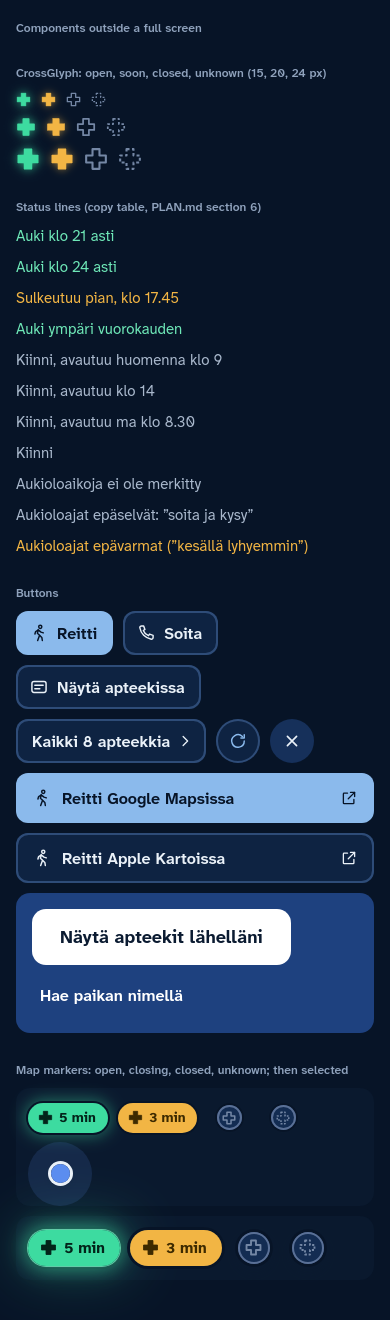 Components outside a full screen
CrossGlyph: open, soon, closed, unknown (15, 20, 24 px)
Status lines (copy table, PLAN.md section 6)
Auki klo 21 asti
Auki klo 24 asti
Sulkeutuu pian, klo 17.45
Auki ympäri vuorokauden
Kiinni, avautuu huomenna klo 9
Kiinni, avautuu klo 14
Kiinni, avautuu ma klo 8.30
Kiinni
Aukioloaikoja ei ole merkitty
Aukioloajat epäselvät: ”soita ja kysy”
Aukioloajat epävarmat (”kesällä lyhyemmin”)
Buttons
Reitti Soita
Näytä apteekissa
Kaikki 8 apteekkia
Reitti Google Mapsissa
Reitti Apple Kartoissa
Näytä apteekit lähelläni
Hae paikan nimellä
Map markers: open, closing, closed, unknown; then selected
5 min 3 min
5 min 3 min